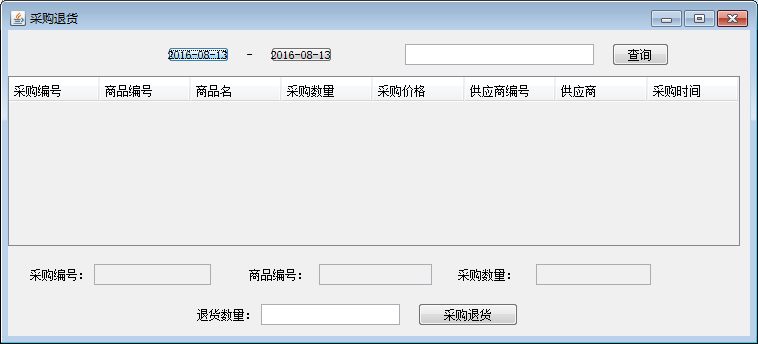 采购退货
2016-08-13 - 2016-08-13 查询
采购编号 商品编号 商品名 采购数量 采购价格 供应商编号 供应商 采购时间
采购编号： 商品编号： 采购数量：
退货数量： 采购退货